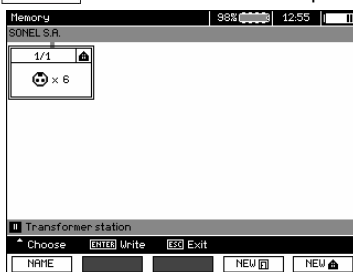 Memory 98% 12:55
SONEL S.A.
1/1
x 6
Transformer station
Choose ENTER Write ESC Exit
NAME NEW NEW